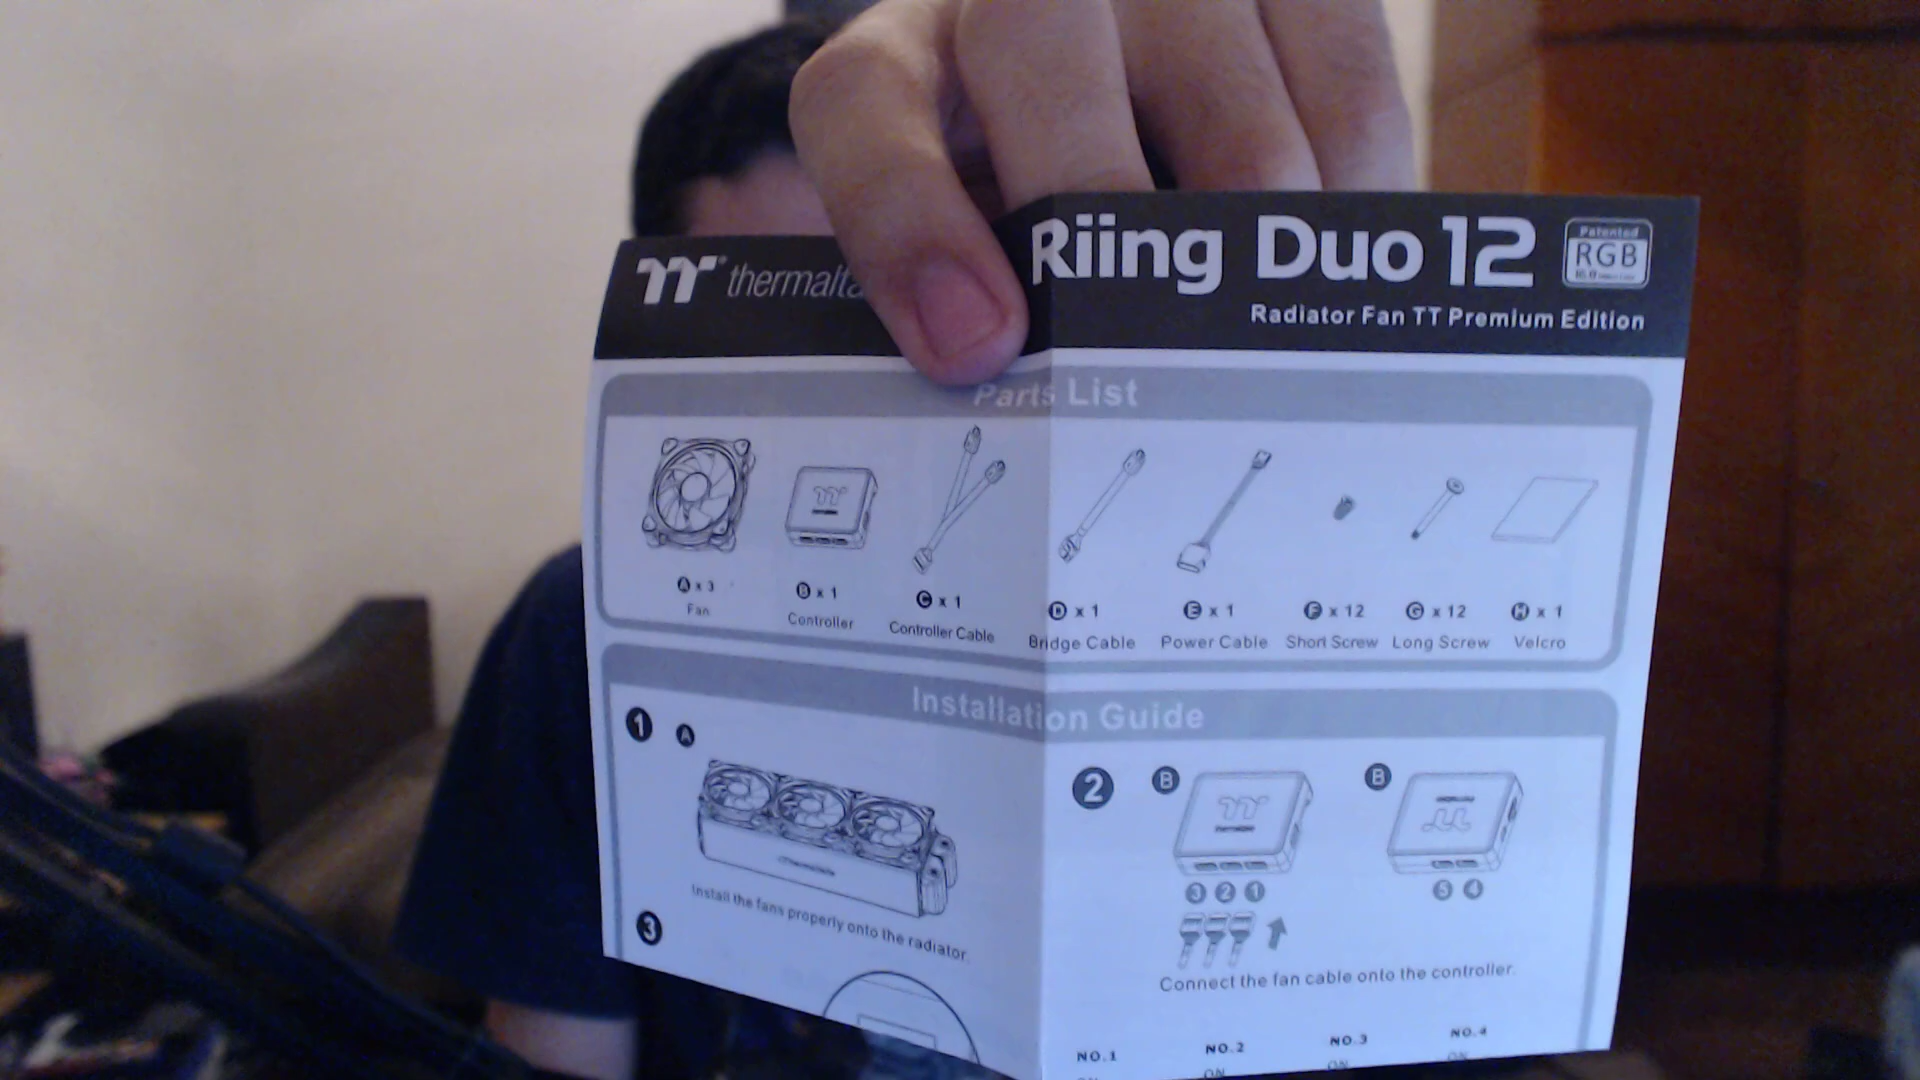 Riing Duo 12
Patented
RGB
Radiator Fan TT Premium Edition
Parts List
A x 3
Fan
B x 1
Controller
C x 1
Controller Cable
D x 1
Bridge Cable
E x 1
Power Cable
F x 12
Short Screw
G x 12
Long Screw
H x 1
Velcro
Installation Guide
1 A
Install the fans properly onto the radiator.
2 B B
3 2 1
5 4
Connect the fan cable onto the controller.
3
NO.1 NO.2 NO.3 NO.4